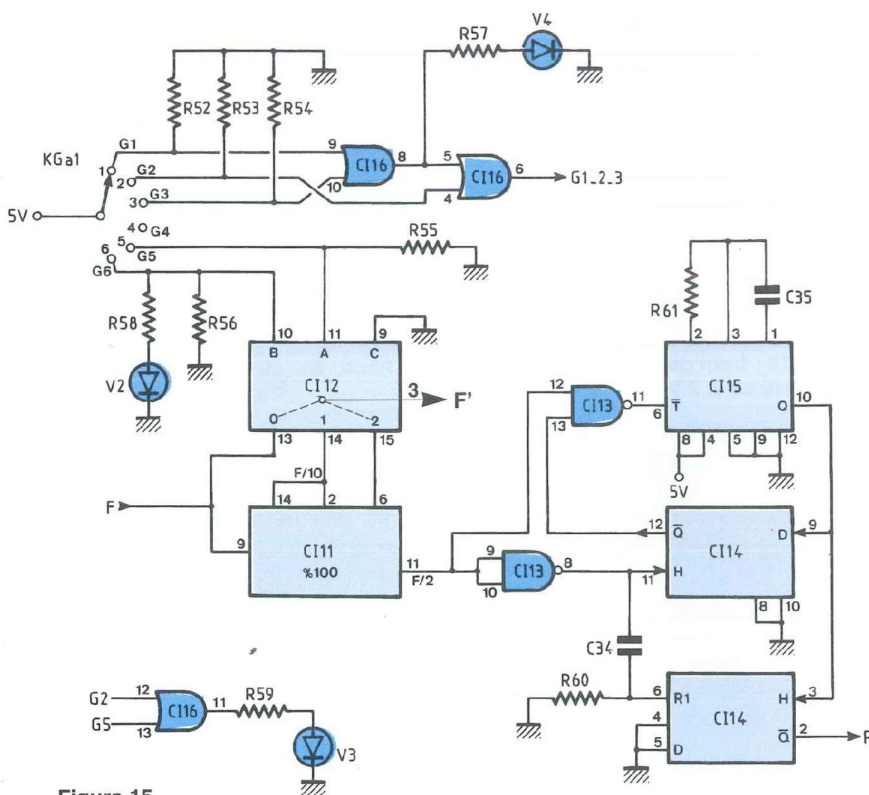 V4
R57
R52 R53 R54
KGa1
G1
1
9
CI16
8
5
CI16
6
G1_2_3
10
4
2
G2
3
G3
5V
4
G4
5
G5
R55
6
G6
R58
R56
V2
10 11 9
B A C
CI12
3
F'
0 1 2
13 14 15
F/10
14 2 6
F
9
CI11
%100
11
F/2
12
13
CI13
11
9
10
CI13
8
R61
C35
2 3 1
CI15
6
T̅
Q
10
8 4 5 9 12
5V
12
Q̅
D
9
CI14
11
H
8 10
C34
R60
6
R1
H
3
4
CI14
5
D
Q̅
2
G2
12
CI16
11
R59
G5
13
V3
Figure 15